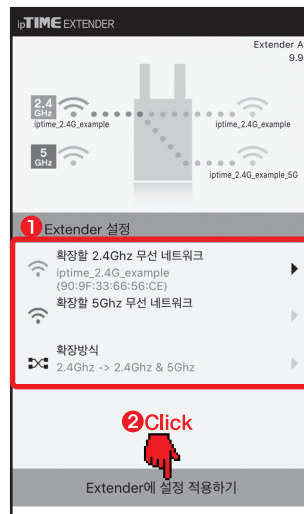 ipTIME EXTENDER
Extender A
9.9
2.4
GHz
iptime_2.4G_example
iptime_2.4G_example
5
GHz
iptime_2.4G_example_5G
1 Extender 설정
확장할 2.4Ghz 무선 네트워크
iptime_2.4G_example
(90:9F:33:66:56:CE)
확장할 5Ghz 무선 네트워크
확장방식
2.4Ghz -> 2.4Ghz & 5Ghz
2 Click
Extender에 설정 적용하기